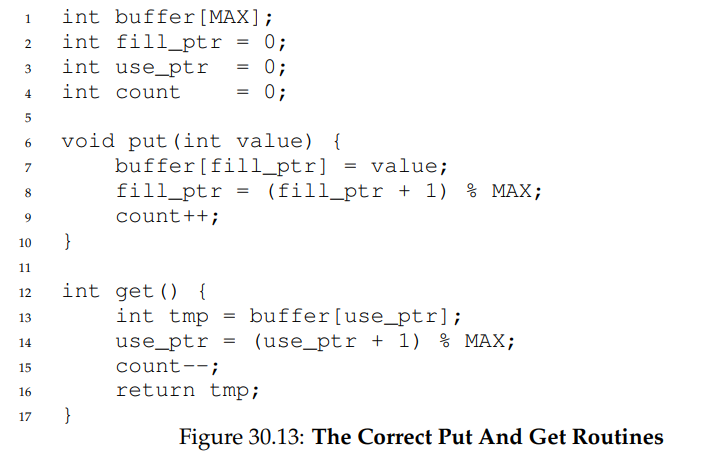 1 int buffer[MAX];
2 int fill_ptr = 0;
3 int use_ptr  = 0;
4 int count    = 0;
5
6 void put(int value) {
7     buffer[fill_ptr] = value;
8     fill_ptr = (fill_ptr + 1) % MAX;
9     count++;
10 }
11
12 int get() {
13     int tmp = buffer[use_ptr];
14     use_ptr = (use_ptr + 1) % MAX;
15     count--;
16     return tmp;
17 }
Figure 30.13: The Correct Put And Get Routines